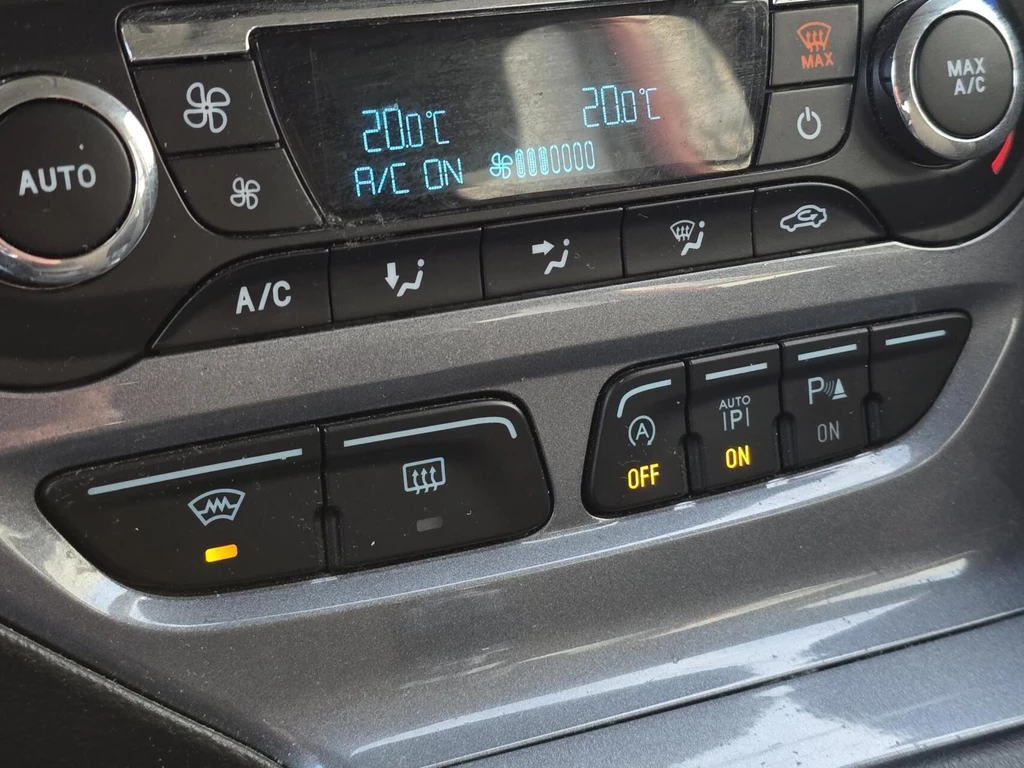 MAX
MAX
A/C
20.0°C
20.0°C
A/C ON
AUTO
A/C
A
OFF
AUTO
P
ON
P
ON